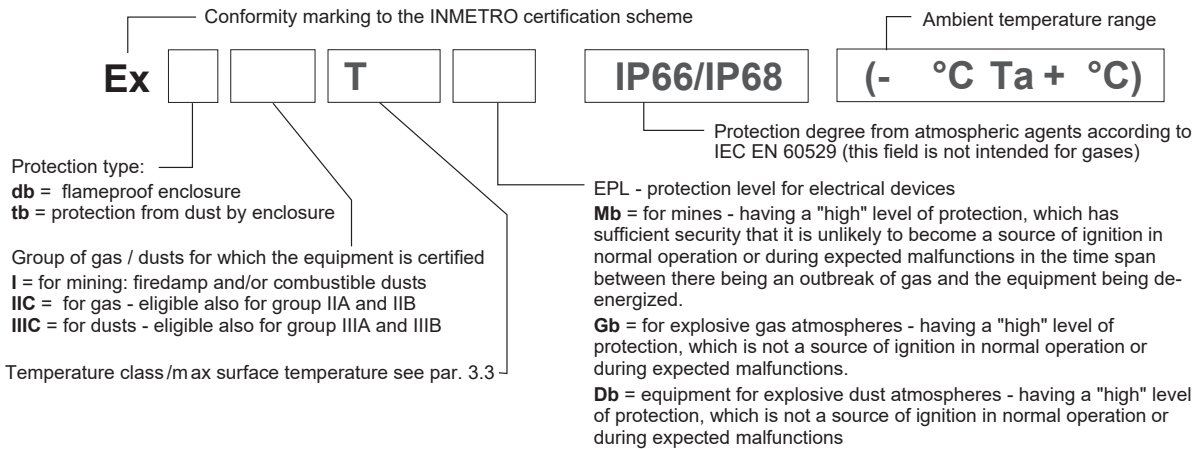 Conformity marking to the INMETRO certification scheme
Ambient temperature range
Ex T IP66/IP68 (- °C Ta + °C)
Protection degree from atmospheric agents according to
IEC EN 60529 (this field is not intended for gases)
Protection type:
db = flameproof enclosure
tb = protection from dust by enclosure
Group of gas / dusts for which the equipment is certified
I = for mining: firedamp and/or combustible dusts
IIC = for gas - eligible also for group IIA and IIB
IIIC = for dusts - eligible also for group IIIA and IIIB
Temperature class /m ax surface temperature see par. 3.3
EPL - protection level for electrical devices
Mb = for mines - having a "high" level of protection, which has
sufficient security that it is unlikely to become a source of ignition in
normal operation or during expected malfunctions in the time span
between there being an outbreak of gas and the equipment being de-
energized.
Gb = for explosive gas atmospheres - having a "high" level of
protection, which is not a source of ignition in normal operation or
during expected malfunctions.
Db = equipment for explosive dust atmospheres - having a "high" level
of protection, which is not a source of ignition in normal operation or
during expected malfunctions